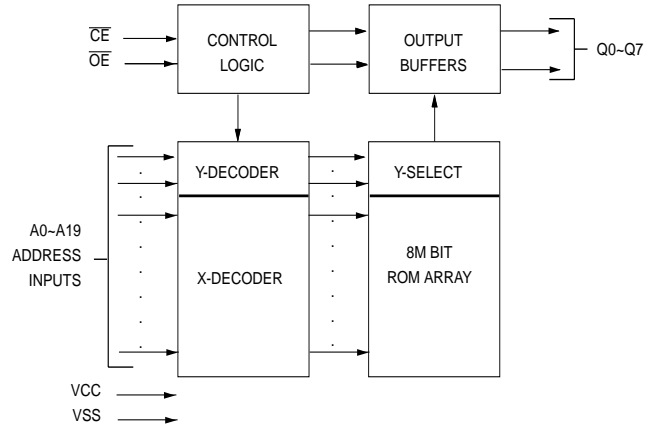 CE
OE
CONTROL
LOGIC
OUTPUT
BUFFERS
Q0~Q7
A0~A19
ADDRESS
INPUTS
Y-DECODER
X-DECODER
Y-SELECT
8M BIT
ROM ARRAY
VCC
VSS